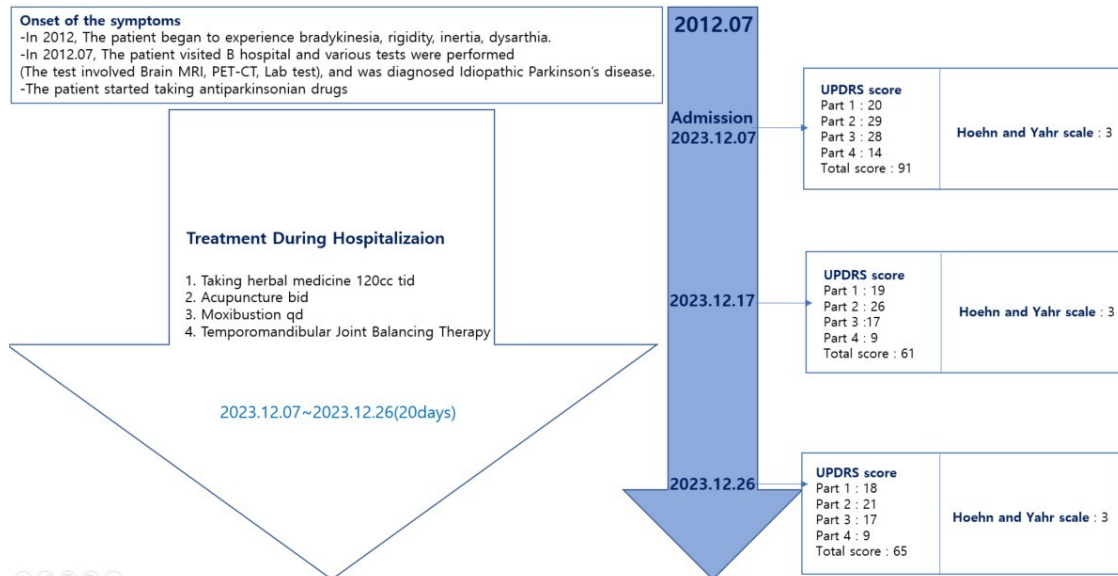 Onset of the symptoms
-In 2012, The patient began to experience bradykinesia, rigidity, inertia, dysarthia.
-In 2012.07, The patient visited B hospital and various tests were performed
(The test involved Brain MRI, PET-CT, Lab test), and was diagnosed Idiopathic Parkinson's disease.
-The patient started taking antiparkinsonian drugs
Treatment During Hospitalizaion
1. Taking herbal medicine 120cc tid
2. Acupuncture bid
3. Moxibustion qd
4. Temporomandibular Joint Balancing Therapy
2023.12.07~2023.12.26(20days)
2012.07
Admission
2023.12.07
UPDRS score
Part 1 : 20
Part 2 : 29
Part 3 : 28
Part 4 : 14
Total score : 91
Hoehn and Yahr scale : 3
2023.12.17
UPDRS score
Part 1 : 19
Part 2 : 26
Part 3 :17
Part 4 : 9
Total score : 61
Hoehn and Yahr scale : 3
2023.12.26
UPDRS score
Part 1 : 18
Part 2 : 21
Part 3 : 17
Part 4 : 9
Total score : 65
Hoehn and Yahr scale : 3